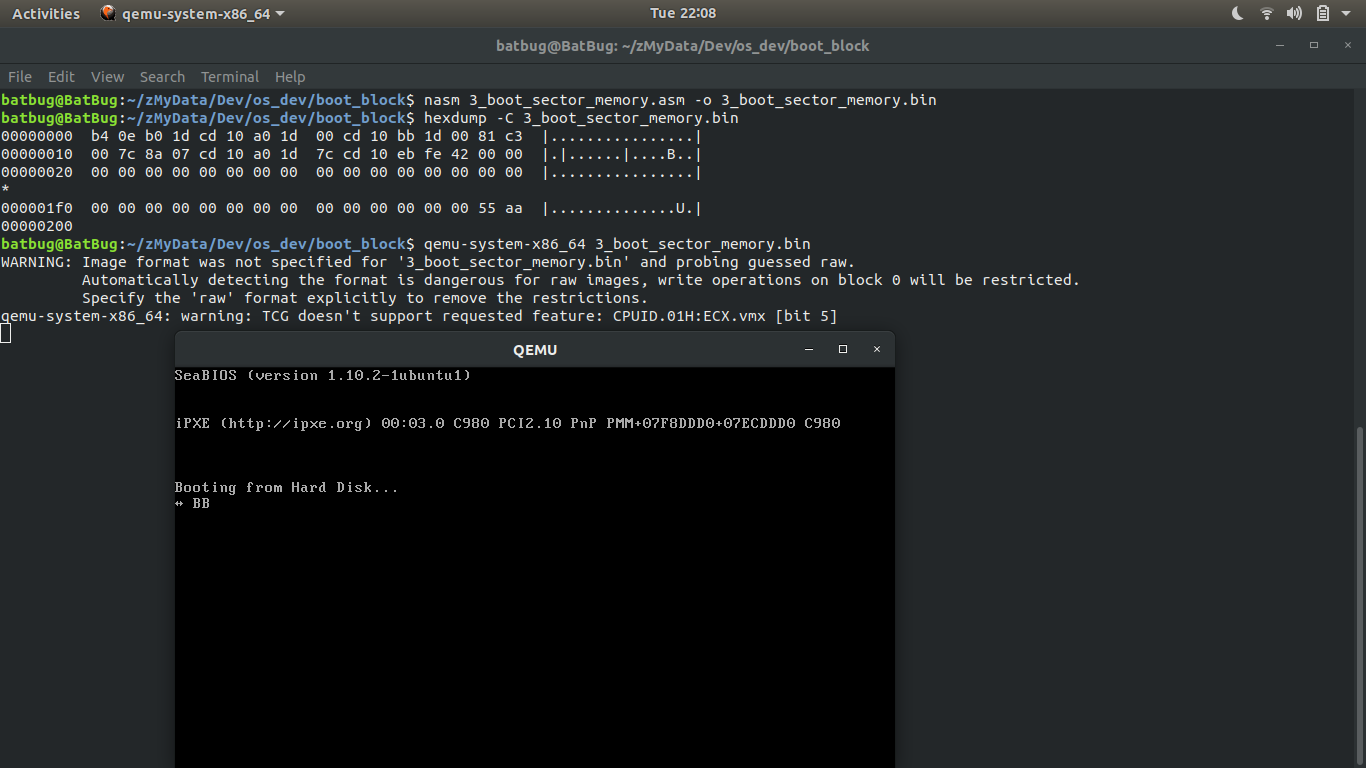 Activities qemu-system-x86_64 Tue 22:08
batbug@BatBug: ~/zMyData/Dev/os_dev/boot_block
File Edit View Search Terminal Help
batbug@BatBug:~/zMyData/Dev/os_dev/boot_block$ nasm 3_boot_sector_memory.asm -o 3_boot_sector_memory.bin
batbug@BatBug:~/zMyData/Dev/os_dev/boot_block$ hexdump -C 3_boot_sector_memory.bin
00000000  b4 0e b0 1d cd 10 a0 1d  00 cd 10 bb 1d 00 81 c3  |................|
00000010  00 7c 8a 07 cd 10 a0 1d  7c cd 10 eb fe 42 00 00  |.|......|....B..|
00000020  00 00 00 00 00 00 00 00  00 00 00 00 00 00 00 00  |................|
*
000001f0  00 00 00 00 00 00 00 00  00 00 00 00 00 00 55 aa  |..............U.|
00000200
batbug@BatBug:~/zMyData/Dev/os_dev/boot_block$ qemu-system-x86_64 3_boot_sector_memory.bin
WARNING: Image format was not specified for '3_boot_sector_memory.bin' and probing guessed raw.
         Automatically detecting the format is dangerous for raw images, write operations on block 0 will be restricted.
         Specify the 'raw' format explicitly to remove the restrictions.
qemu-system-x86_64: warning: TCG doesn't support requested feature: CPUID.01H:ECX.vmx [bit 5]
QEMU
SeaBIOS (version 1.10.2-1ubuntu1)
iPXE (http://ipxe.org) 00:03.0 C980 PCI2.10 PnP PMM+07F8DDD0+07ECDDD0 C980
Booting from Hard Disk...
↔ BB